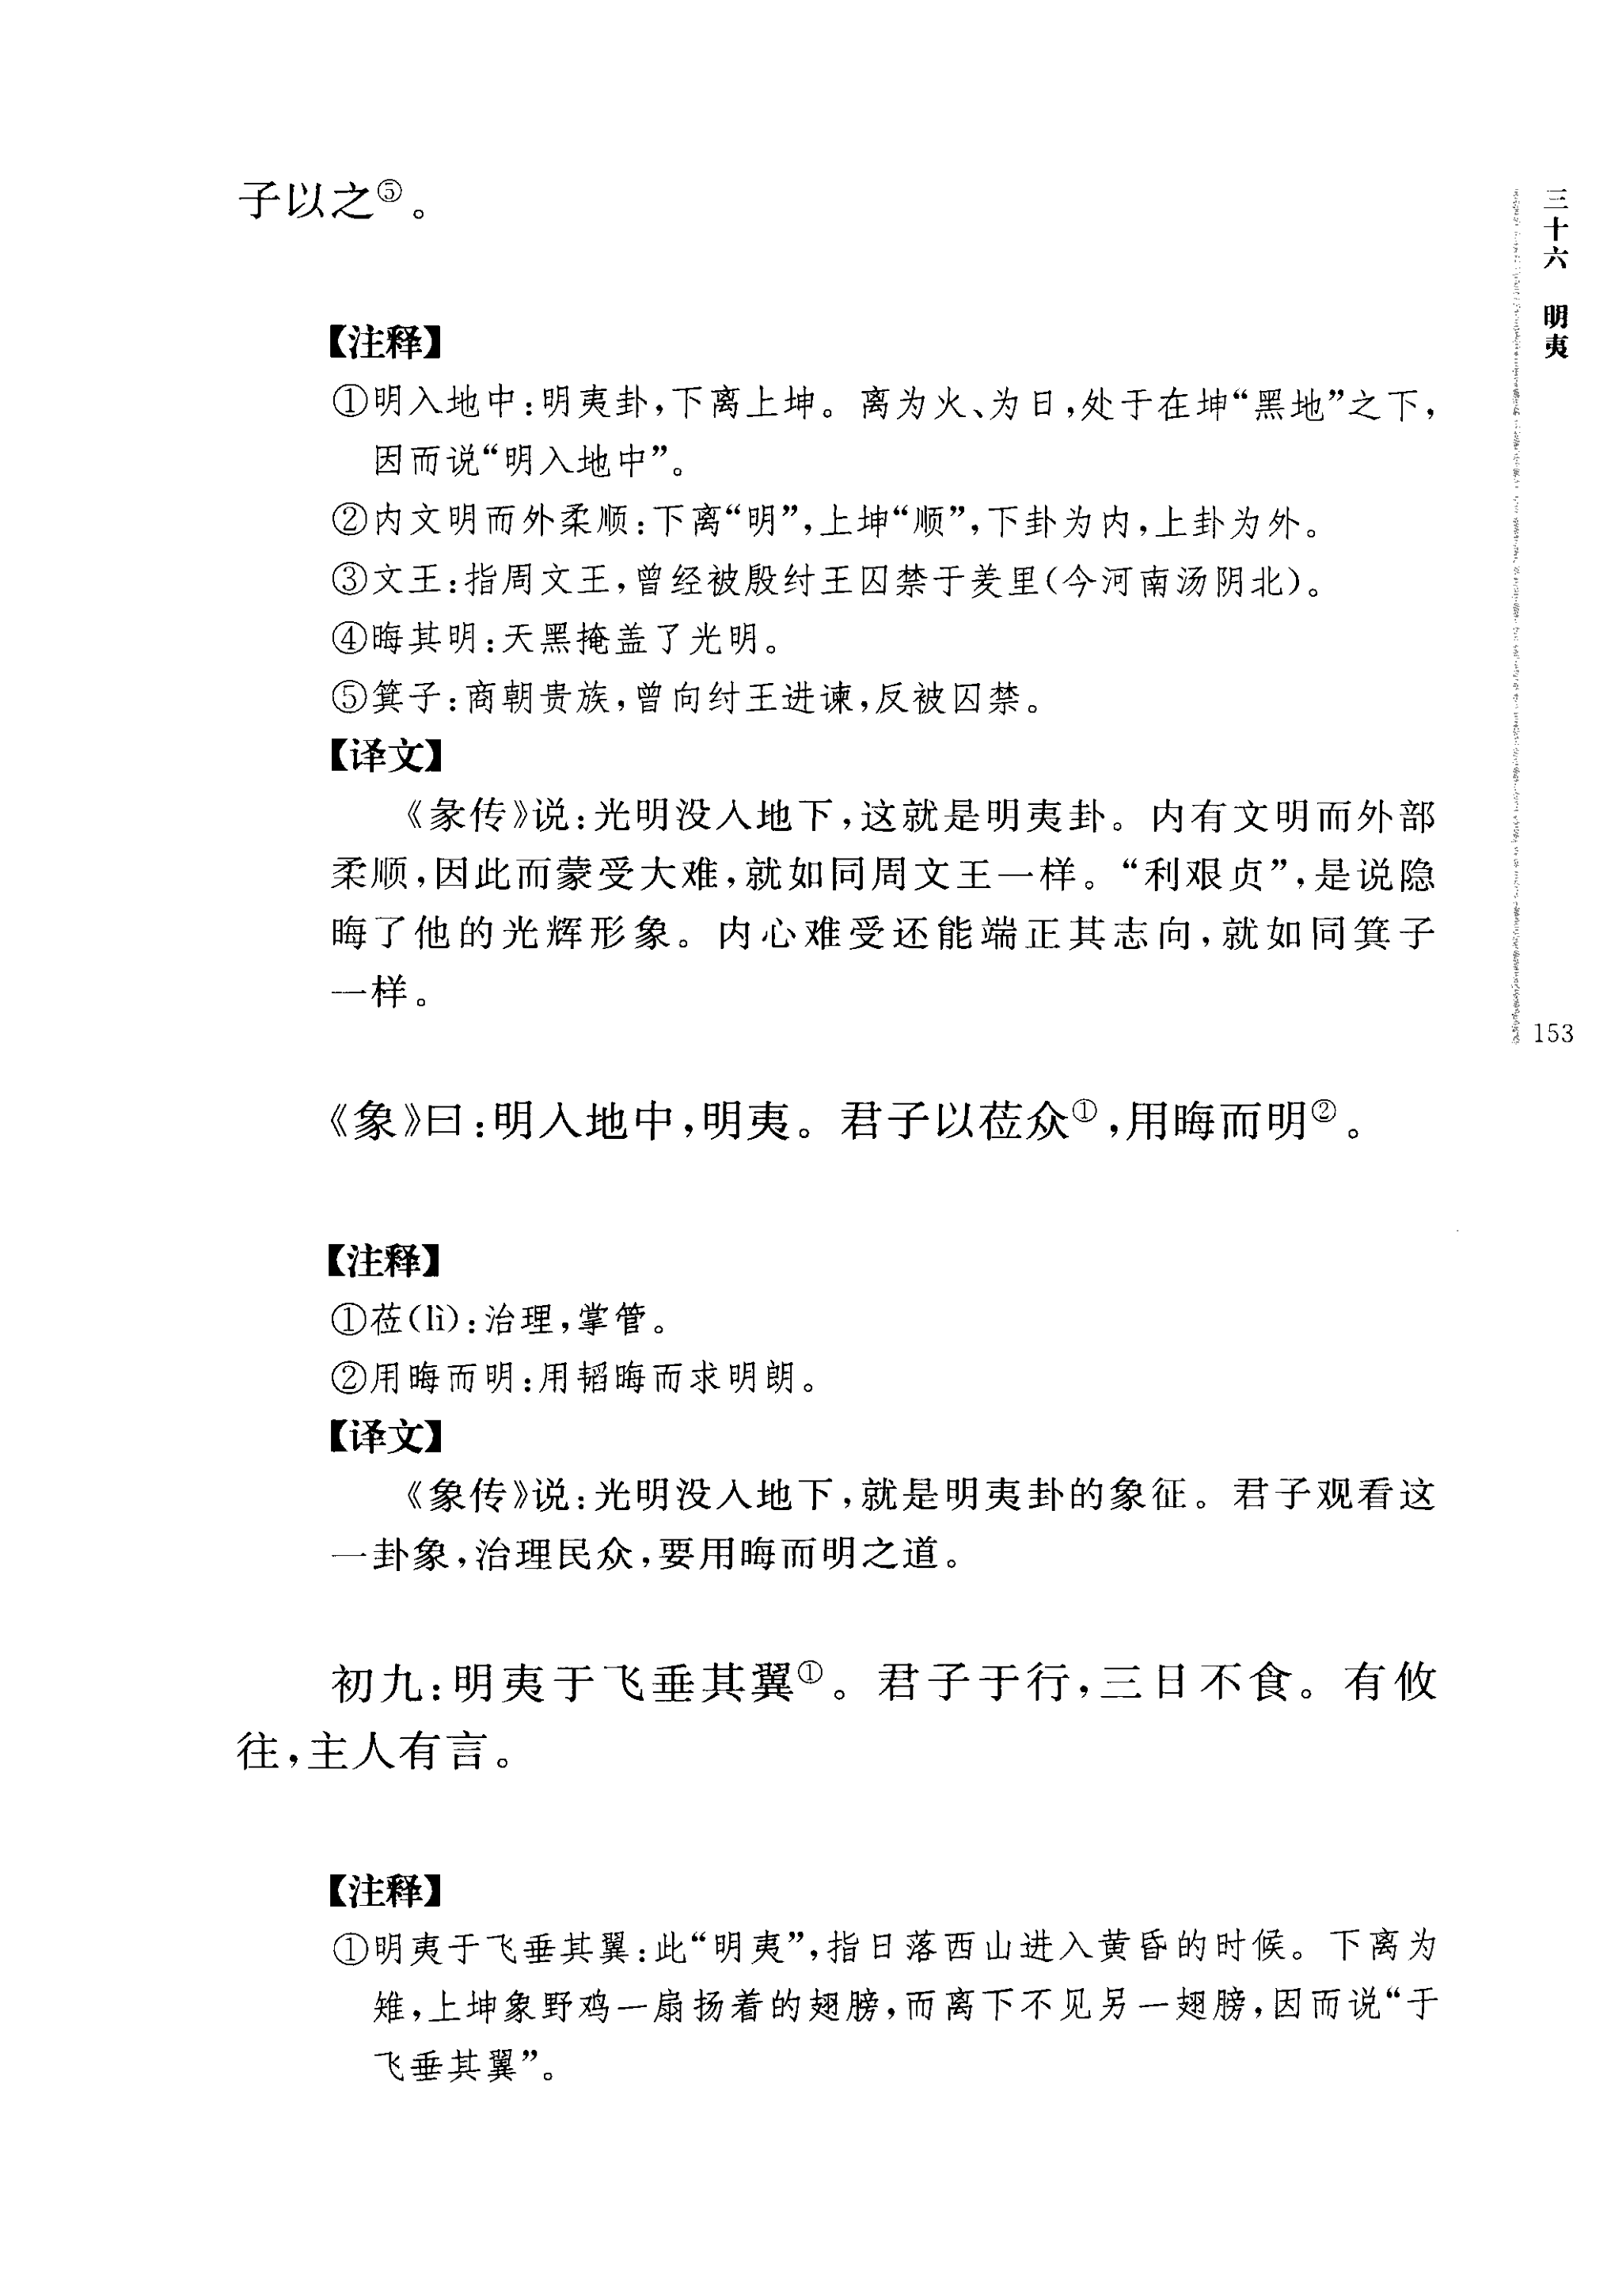 子以之⑤。
【注释】
①明入地中:明夷卦,下离上坤。离为火、为日,处于在坤“黑地”之下,
因而说“明入地中”。
②内文明而外柔顺:下离“明”,上坤“顺”,下卦为内,上卦为外。
③文王:指周文王,曾经被殷纣王囚禁于羑里(今河南汤阴北)。
④晦其明:天黑掩盖了光明。
⑤箕子:商朝贵族,曾向纣王进谏,反被囚禁。
【译文】
《彖传》说:光明没入地下,这就是明夷卦。内有文明而外部
柔顺,因此而蒙受大难,就如同周文王一样。“利艰贞”,是说隐
晦了他的光辉形象。内心难受还能端正其志向,就如同箕子
一样。
《象》曰:明入地中,明夷。君子以莅众①,用晦而明②。
【注释】
①莅(lì):治理,掌管。
②用晦而明:用韬晦而求明朗。
【译文】
《象传》说:光明没入地下,就是明夷卦的象征。君子观看这
一卦象,治理民众,要用晦而明之道。
初九:明夷于飞垂其翼①。君子于行,三日不食。有攸
往,主人有言。
【注释】
①明夷于飞垂其翼:此“明夷”,指日落西山进入黄昏的时候。下离为
雉,上坤象野鸡一扇扬着的翅膀,而离下不见另一翅膀,因而说“于
飞垂其翼”。
三十六 明夷
153